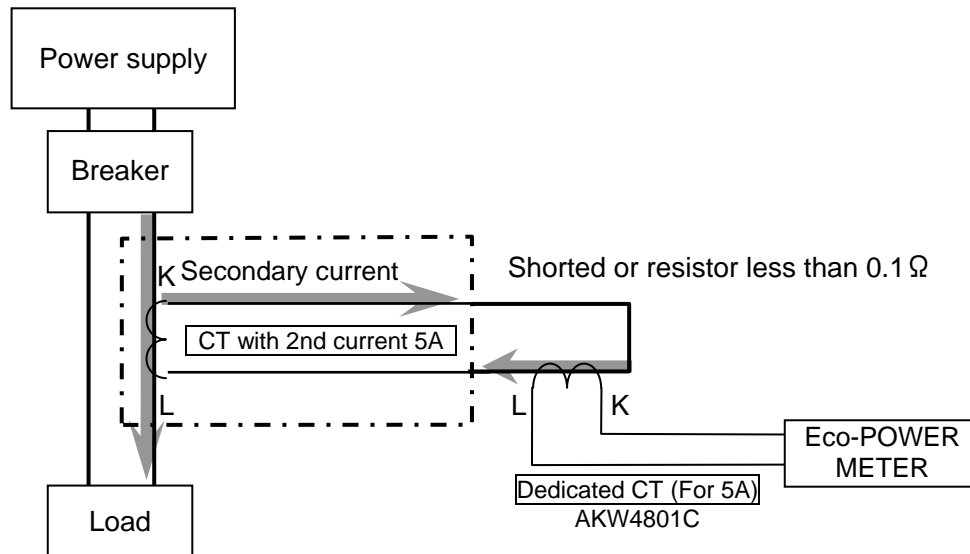 Power supply
Breaker
K
Secondary current
Shorted or resistor less than 0.1Ω
CT with 2nd current 5A
L
L
K
Eco-POWER
METER
Dedicated CT (For 5A)
AKW4801C
Load